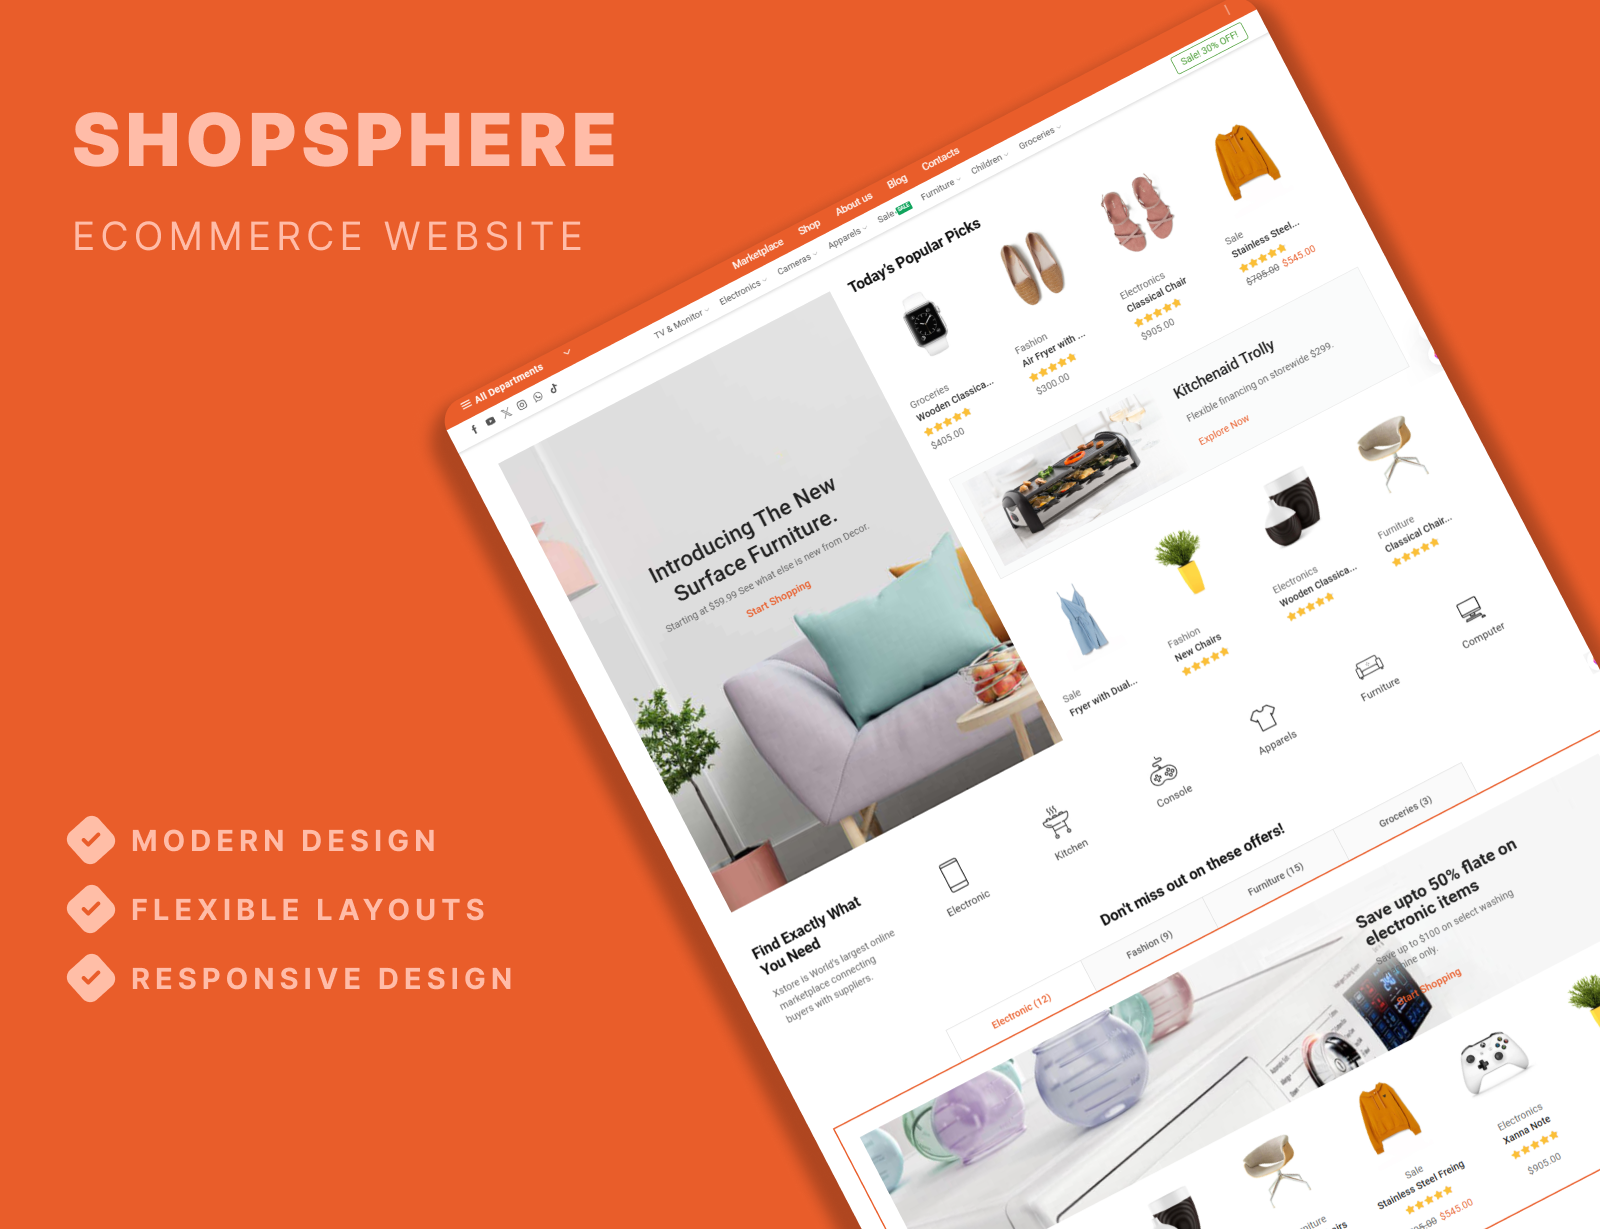 SHOPSPHERE
ECOMMERCE WEBSITE
MODERN DESIGN
FLEXIBLE LAYOUTS
RESPONSIVE DESIGN
All Departments
Marketplace
Shop
About us
Blog
Contacts
Sale! 30% OFF!
TV & Monitor
Electronics
Cameras
Apparels
Sale
SALE
Furniture
Children
Groceries
Introducing The New
Surface Furniture.
Starting at $59.99 See what else is new from Decor.
Start Shopping
Today's Popular Picks
Groceries
Wooden Classica...
$405.00
Fashion
Air Fryer with ...
$300.00
Electronics
Classical Chair
$905.00
Sale
Stainless Steel...
$705.00 $545.00
Kitchenaid Trolly
Flexible financing on storewide $299.
Explore Now
Sale
Fryer with Dual...
Fashion
New Chairs
Electronics
Wooden Classica...
Furniture
Classical Chair...
Find Exactly What
You Need
Xstore is World's largest online
marketplace connecting
buyers with suppliers.
Electronic
Kitchen
Console
Apparels
Furniture
Computer
Don't miss out on these offers!
Electronic (12)
Fashion (9)
Furniture (15)
Groceries (3)
Save upto 50% flate on
electronic items
Save up to $100 on select washing
hine only.
Start Shopping
Sale
Stainless Steel Freing
$545.00
Electronics
Xanna Note
$905.00